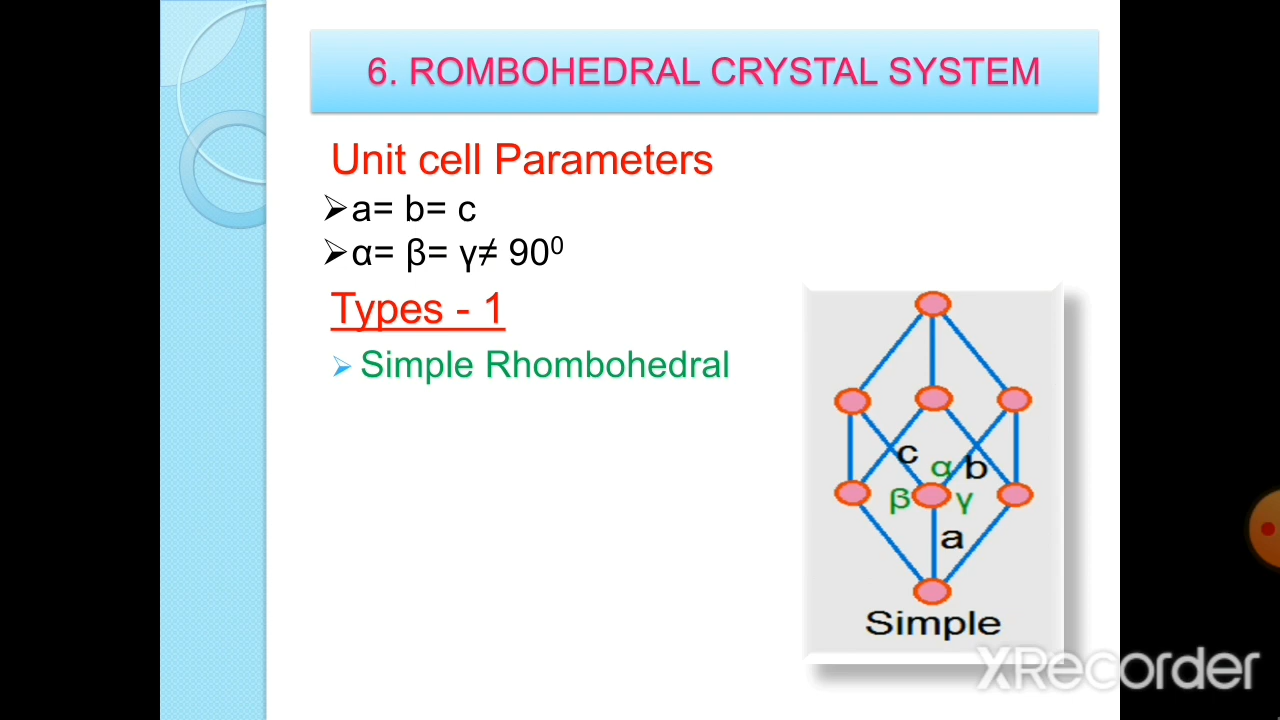 6. ROMBOHEDRAL CRYSTAL SYSTEM
Unit cell Parameters
➢a= b= c
➢α= β= γ≠ 90⁰
Types - 1
➢ Simple Rhombohedral
c
α b
β γ
a
Simple
XRecorder